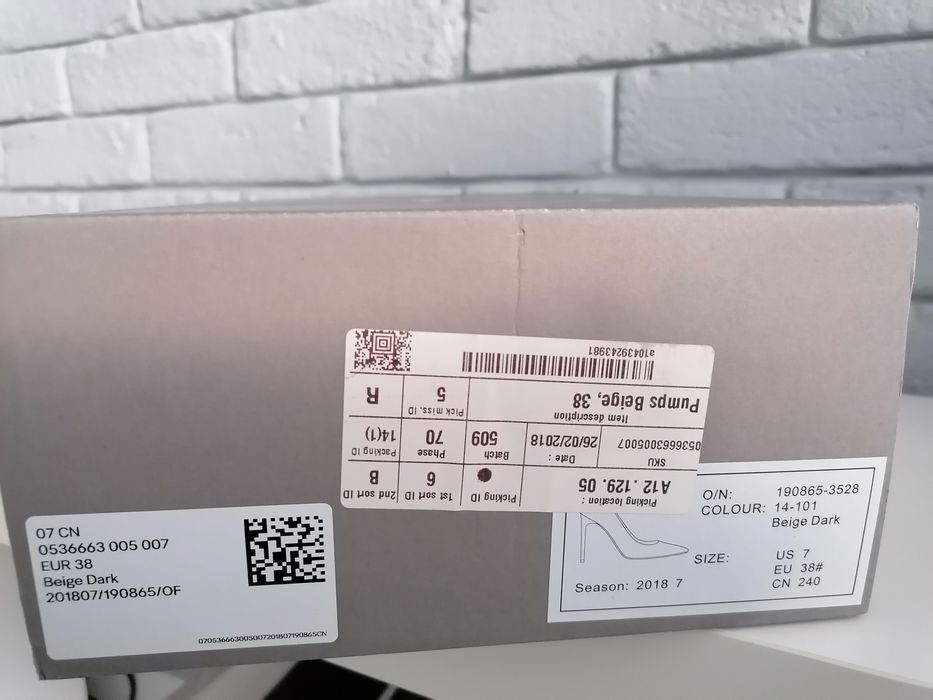 07 CN
0536663 005 007
EUR 38
Beige Dark
201807/190865/OF
07053666300500720180719086SCN
Picking location :
A12 . 129. 05
Picking ID
1st sort ID
6
2nd sort ID
B
SKU
0536663005007
Date :
26/02/2018
Batch
509
Phase
70
Packing ID
14(1)
Item description
Pumps Beige, 38
Pick miss. ID
5
R
a10439243981
O/N: 190865-3528
COLOUR: 14-101
Beige Dark
SIZE: US 7
EU 38#
CN 240
Season: 2018 7